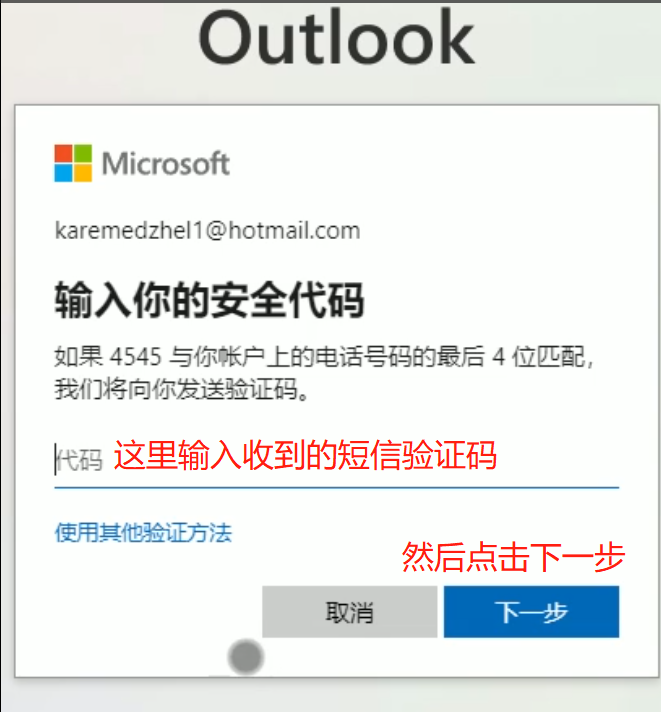 Outlook
Microsoft
karemedzhel1@hotmail.com
输入你的安全代码
如果 4545 与你帐户上的电话号码的最后 4 位匹配，
我们将向你发送验证码。
代码 这里输入收到的短信验证码
使用其他验证方法
然后点击下一步
取消 下一步